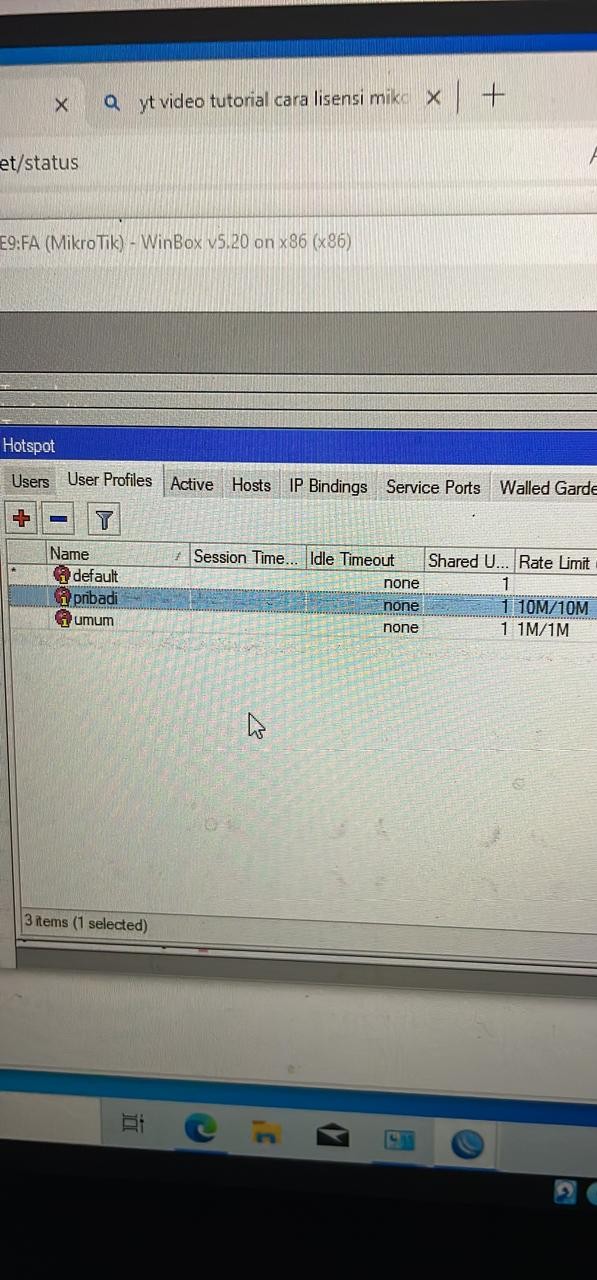 yt video tutorial cara lisensi mikc
et/status
E9:FA (MikroTik) - WinBox v5.20 on x86 (x86)
Hotspot
Users User Profiles Active Hosts IP Bindings Service Ports Walled Garde
Name Session Time... Idle Timeout Shared U... Rate Limit
* default none 1
pribadi none 1 10M/10M
umum none 1 1M/1M
3 items (1 selected)